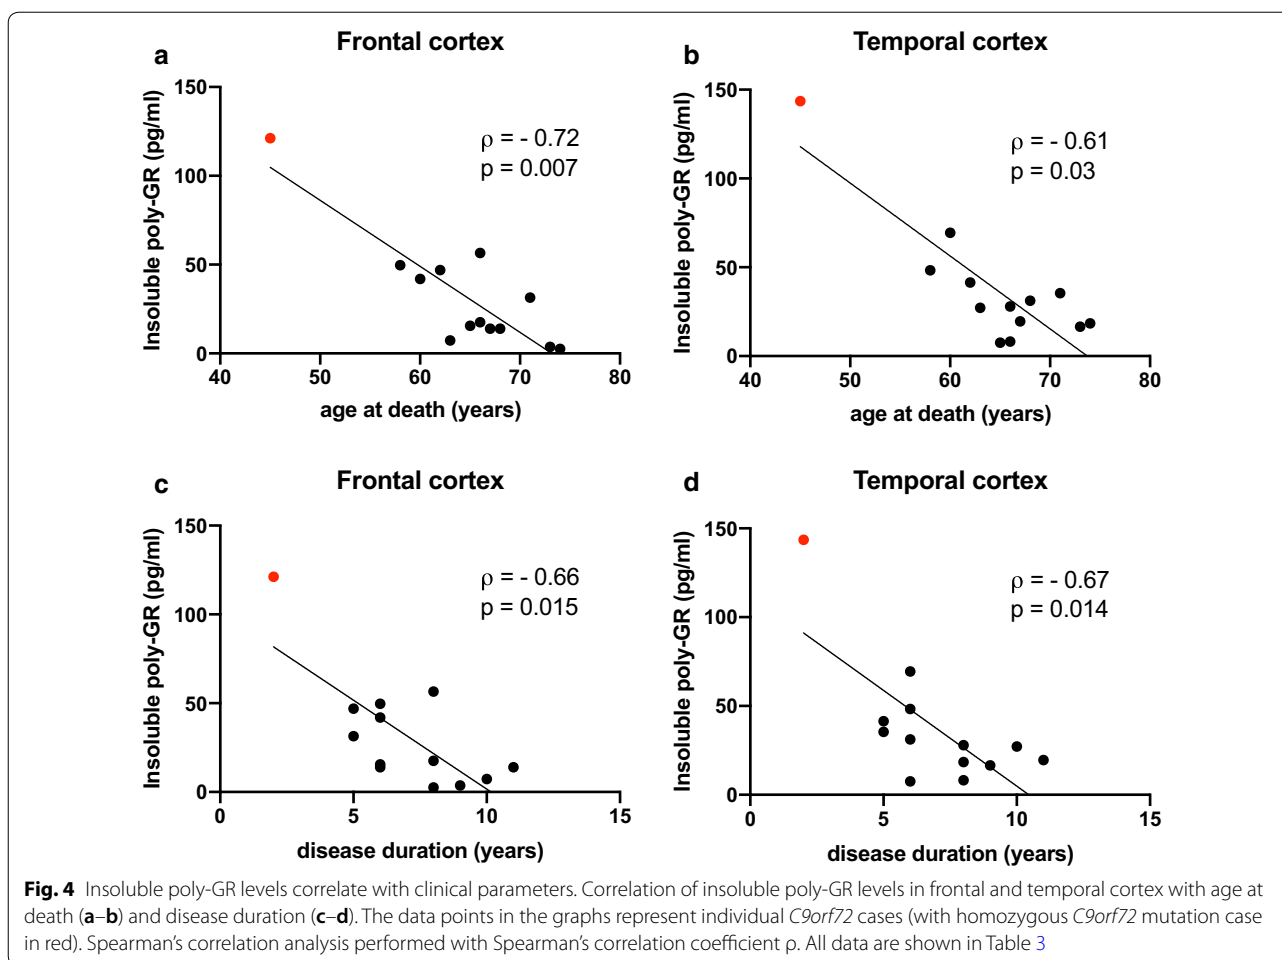 a
Frontal cortex
Insoluble poly-GR (pg/ml)
150
100
50
0
ρ = - 0.72
p = 0.007
40 50 60 70 80
age at death (years)
b
Temporal cortex
Insoluble poly-GR (pg/ml)
150
100
50
0
ρ = - 0.61
p = 0.03
40 50 60 70 80
age at death (years)
c
Frontal cortex
Insoluble poly-GR (pg/ml)
150
100
50
0
ρ = - 0.66
p = 0.015
0 5 10 15
disease duration (years)
d
Temporal cortex
Insoluble poly-GR (pg/ml)
150
100
50
0
ρ = - 0.67
p = 0.014
0 5 10 15
disease duration (years)
Fig. 4 Insoluble poly-GR levels correlate with clinical parameters. Correlation of insoluble poly-GR levels in frontal and temporal cortex with age at
death (a–b) and disease duration (c–d). The data points in the graphs represent individual C9orf72 cases (with homozygous C9orf72 mutation case
in red). Spearman's correlation analysis performed with Spearman's correlation coefficient ρ. All data are shown in Table 3